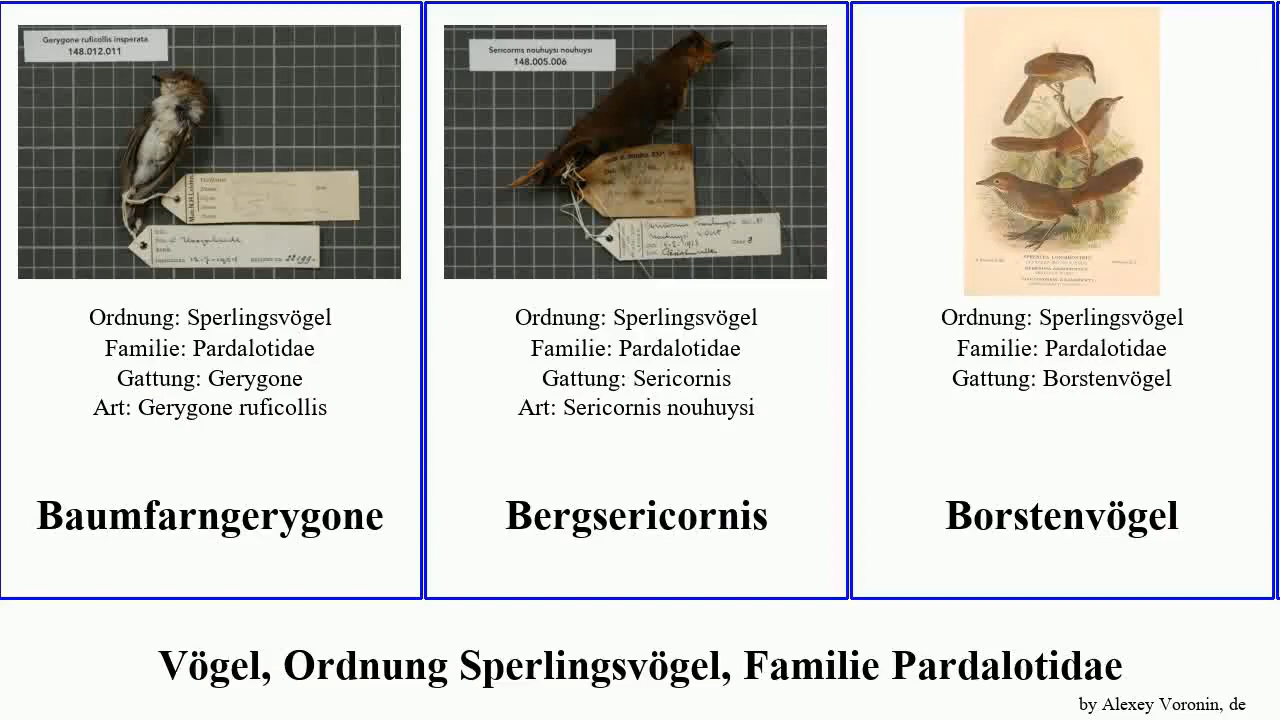 Gerygone ruficollis insperata
148.012.011
Ordnung: Sperlingsvögel
Familie: Pardalotidae
Gattung: Gerygone
Art: Gerygone ruficollis
Baumfarngerygone
Sericornis nouhuysi nouhuysi
148.005.006
Ordnung: Sperlingsvögel
Familie: Pardalotidae
Gattung: Sericornis
Art: Sericornis nouhuysi
Bergsericornis
Ordnung: Sperlingsvögel
Familie: Pardalotidae
Gattung: Borstenvögel
Borstenvögel
Vögel, Ordnung Sperlingsvögel, Familie Pardalotidae
by Alexey Voronin, de